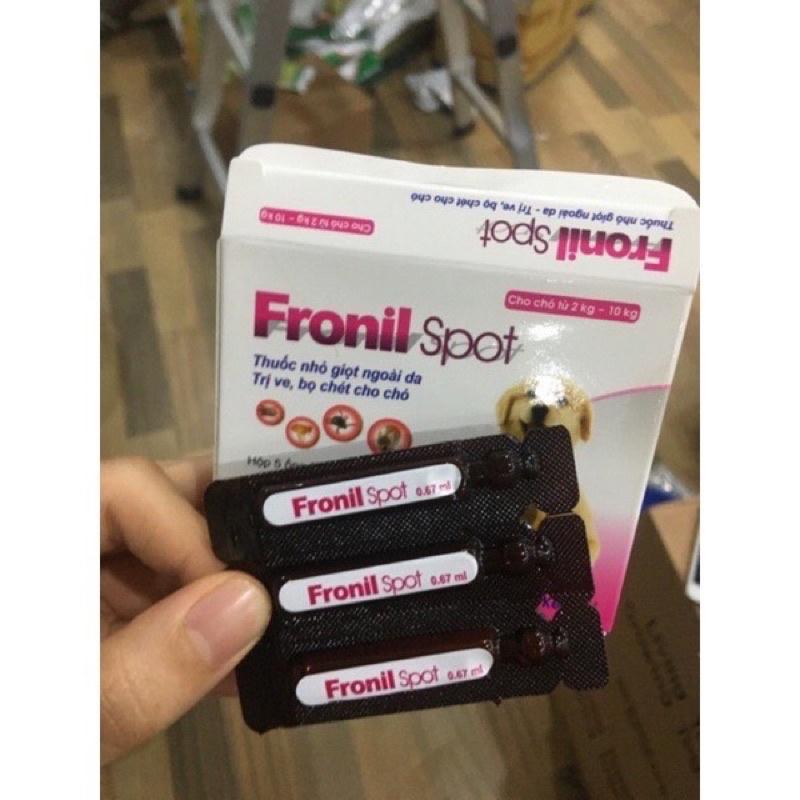 Thuốc nhỏ giọt ngoài da - Trị ve, bọ chét cho chó
Fronil Spot
Cho chó từ 2 kg - 10 kg
Cho chó từ 2 kg - 10 kg
Fronil Spot
Thuốc nhỏ giọt ngoài da
Trị ve, bọ chét cho chó
Hộp 5 ống
Fronil Spot 0.67 ml
Fronil Spot 0.67 ml
Fronil Spot 0.67 ml